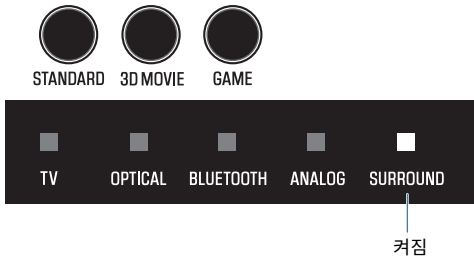 STANDARD 3D MOVIE GAME
TV OPTICAL BLUETOOTH ANALOG SURROUND
켜짐